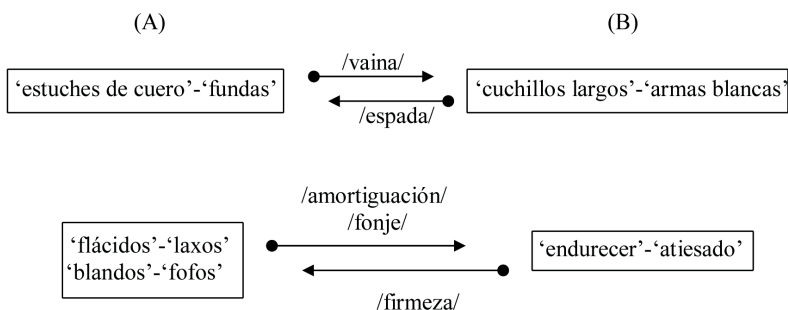 (A) (B)
/vaina/
‘estuches de cuero’-‘fundas’ ‘cuchillos largos’-‘armas blancas’
/espada/
/amortiguación/
/fonje/
‘flácidos’-‘laxos’
‘blandos’-‘fofos’
‘endurecer’-‘atiesado’
/firmeza/